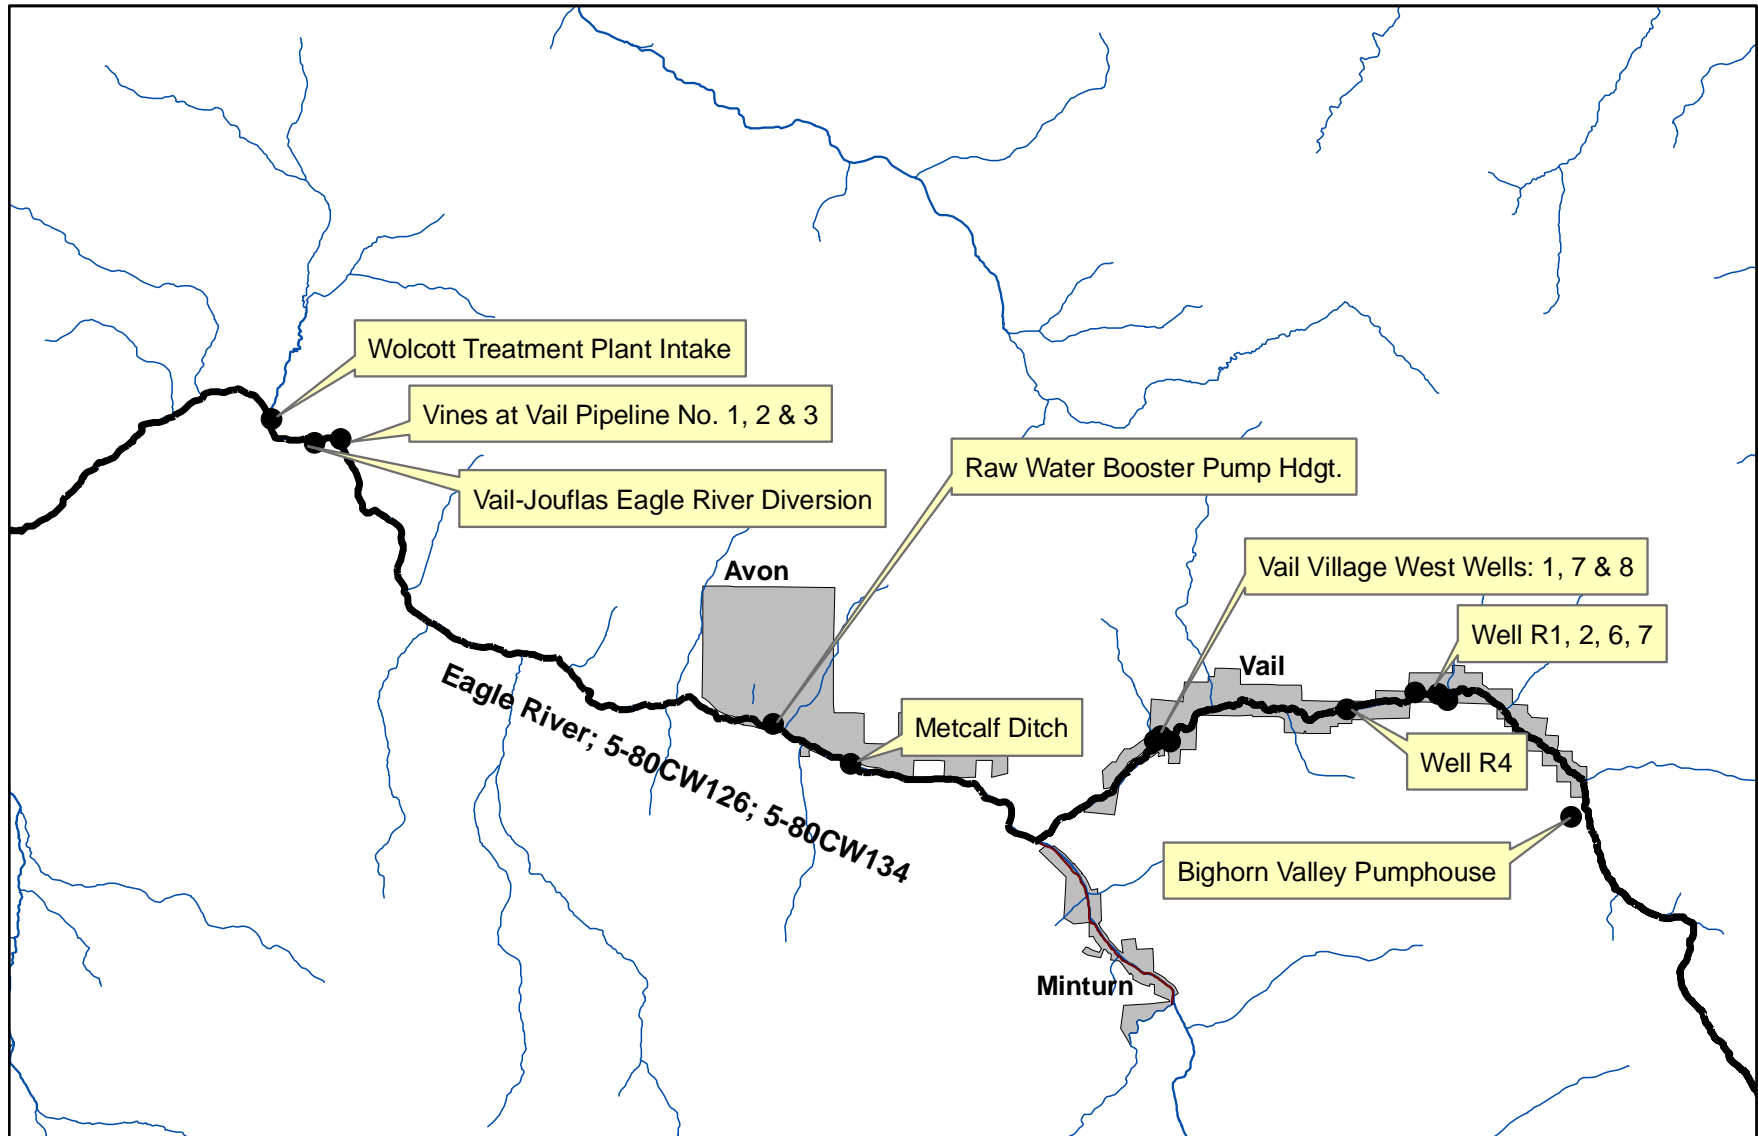 Wolcott Treatment Plant Intake
Vines at Vail Pipeline No. 1, 2 & 3
Raw Water Booster Pump Hdgt.
Vail-Jouflas Eagle River Diversion
Vail Village West Wells: 1, 7 & 8
Avon
Well R1, 2, 6, 7
Vail
Eagle River; 5-80CW126; 5-80CW134
Metcalf Ditch
Well R4
Bighorn Valley Pumphouse
Minturn